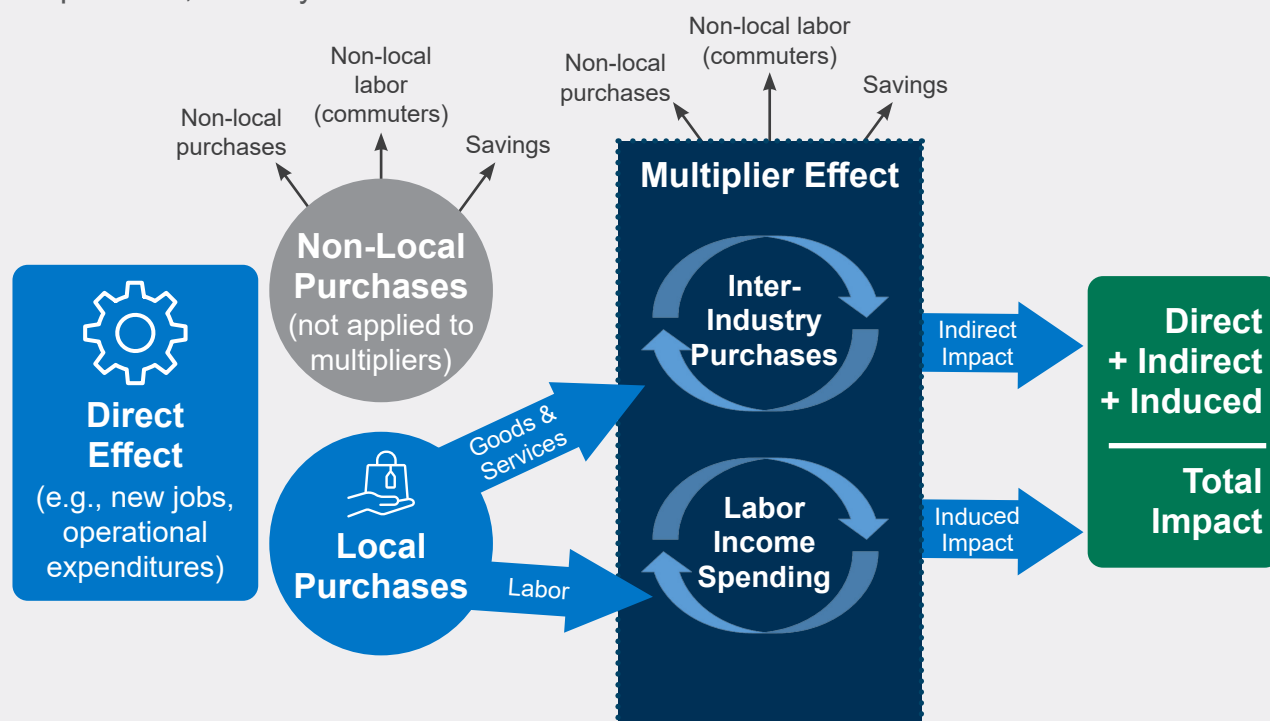 Non-local
labor
(commuters)
Non-local
purchases
Savings
Non-local labor
(commuters)
Non-local
purchases
Savings
Direct
Effect
(e.g., new jobs,
operational
expenditures)
Non-Local
Purchases
(not applied to
multipliers)
Local
Purchases
Goods &
Services
Labor
Multiplier Effect
Inter-
Industry
Purchases
Labor
Income
Spending
Indirect
Impact
Induced
Impact
Direct
+ Indirect
+ Induced
Total
Impact